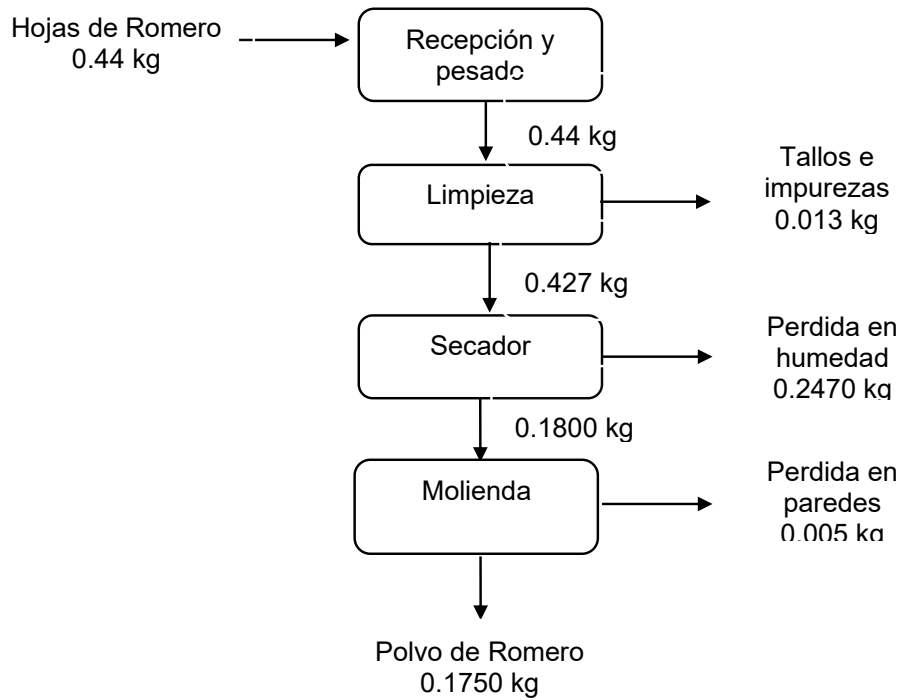 Hojas de Romero
0.44 kg
Recepción y
pesado
0.44 kg
Limpieza
Tallos e
impurezas
0.013 kg
0.427 kg
Secador
Perdida en
humedad
0.2470 kg
0.1800 kg
Molienda
Perdida en
paredes
0.005 kg
Polvo de Romero
0.1750 kg